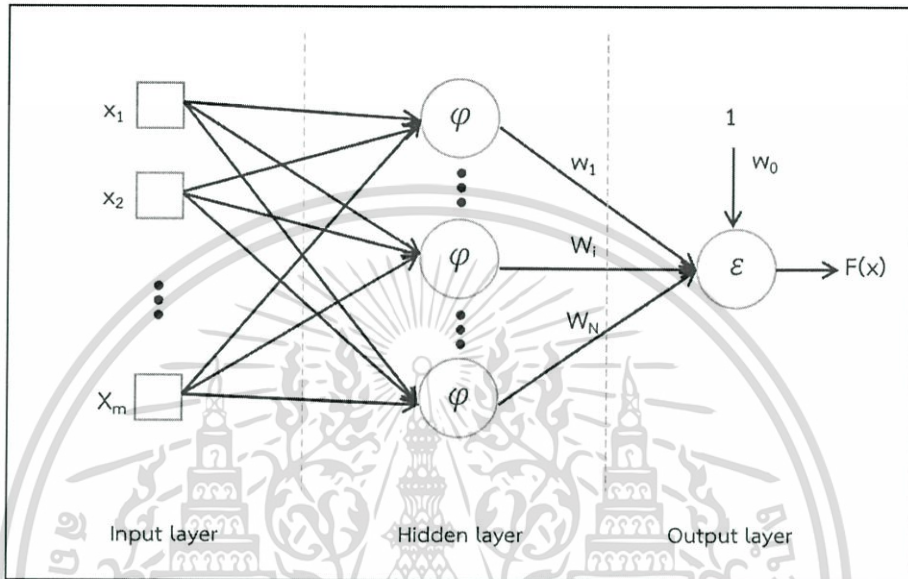 x1
x2
Xm
φ
φ
φ
w1
Wi
WN
1
w0
ε
F(x)
Input layer
Hidden layer
Output layer